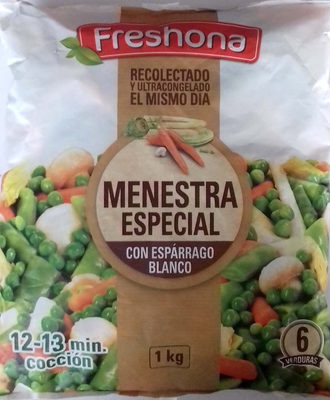 Freshona
RECOLECTADO
Y ULTRACONGELADO
EL MISMO DIA
MENESTRA
ESPECIAL
CON ESPÁRRAGO
BLANCO
12-13 min.
cocción
1 kg
6
VERDURAS